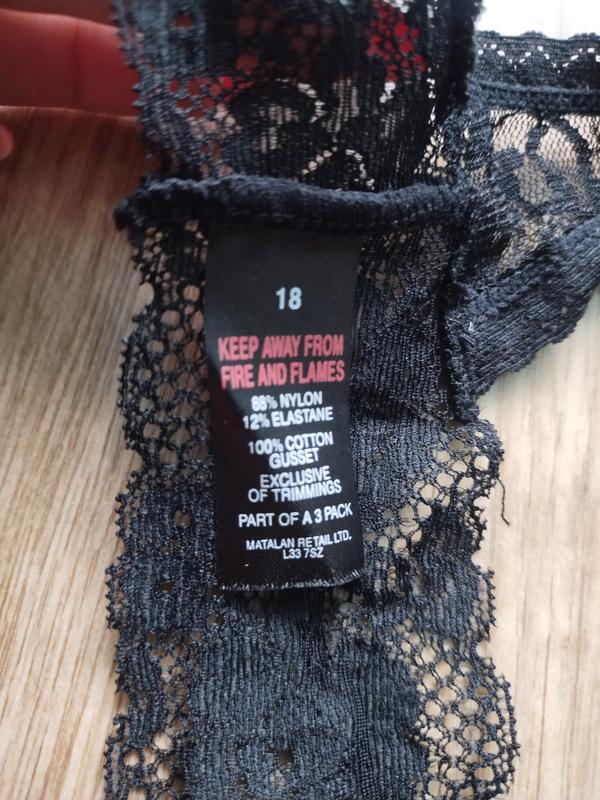 18
KEEP AWAY FROM
FIRE AND FLAMES
88% NYLON
12% ELASTANE
100% COTTON
GUSSET
EXCLUSIVE
OF TRIMMINGS
PART OF A 3 PACK
MATALAN RETAIL LTD.
L33 7SZ